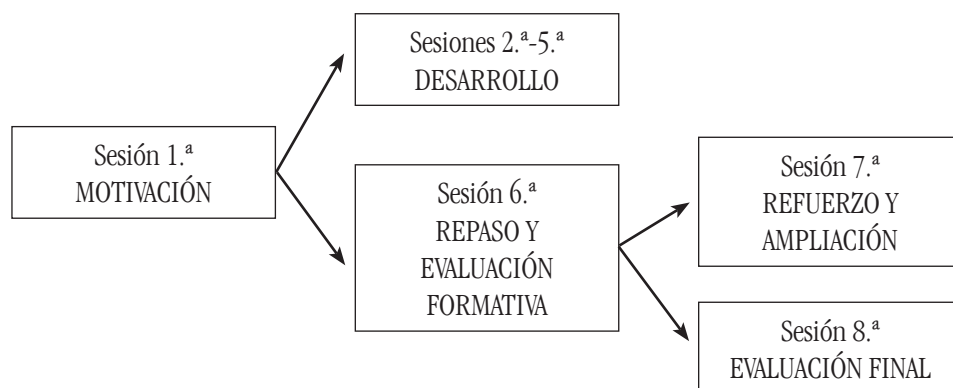 Sesiones 2.ª-5.ª
DESARROLLO
Sesión 1.ª
MOTIVACIÓN
Sesión 6.ª
REPASO Y
EVALUACIÓN
FORMATIVA
Sesión 7.ª
REFUERZO Y
AMPLIACIÓN
Sesión 8.ª
EVALUACIÓN FINAL